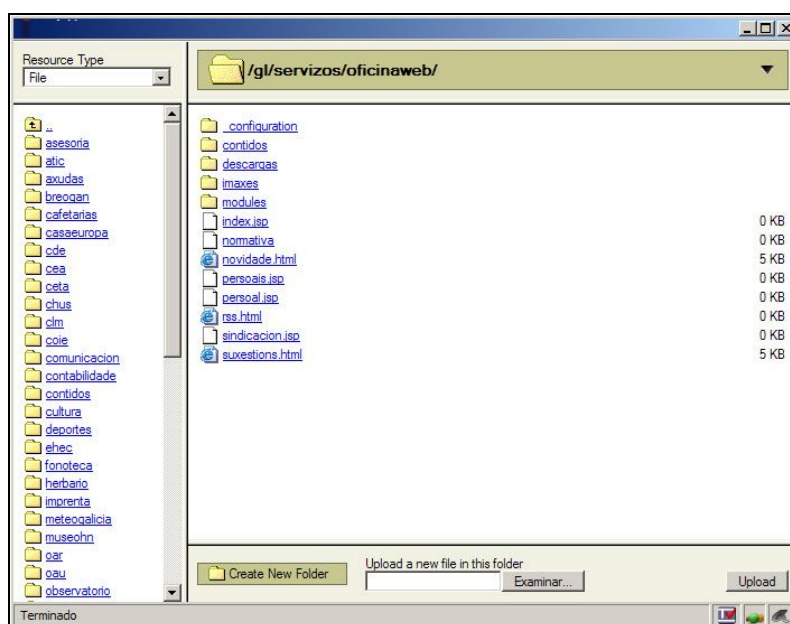 Resource Type
File
/gl/servizos/oficinaweb/
..
asesoria
atic
axudas
breogan
cafetarias
casaeuropa
cde
cea
ceta
chus
clm
coie
comunicacion
contabilidade
contidos
cultura
deportes
ehec
fonoteca
herbario
imprenta
meteogalicia
museohn
oar
oau
observatorio
_configuration
contidos
descargas
imaxes
modules
index.jsp 0 KB
normativa 0 KB
novidade.html 5 KB
persoais.jsp 0 KB
persoal.jsp 0 KB
rss.html 0 KB
sindicacion.jsp 0 KB
suxestions.html 5 KB
Create New Folder
Upload a new file in this folder
Examinar...
Upload
Terminado